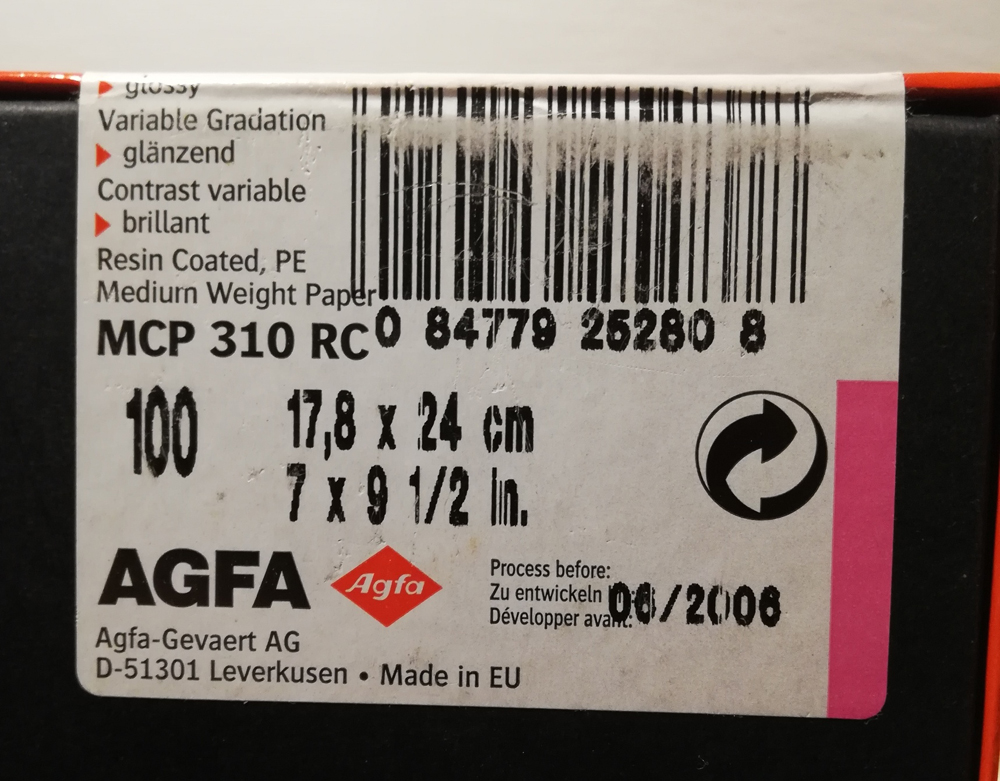 glossy
Variable Gradation
glänzend
Contrast variable
brillant
Resin Coated, PE
Medium Weight Paper
MCP 310 RC
0 84779 25280 8
100
17,8 x 24 cm
7 x 9 1/2 in.
AGFA
Agfa
Process before:
Zu entwickeln
Développer avant:
06/2006
Agfa-Gevaert AG
D-51301 Leverkusen • Made in EU